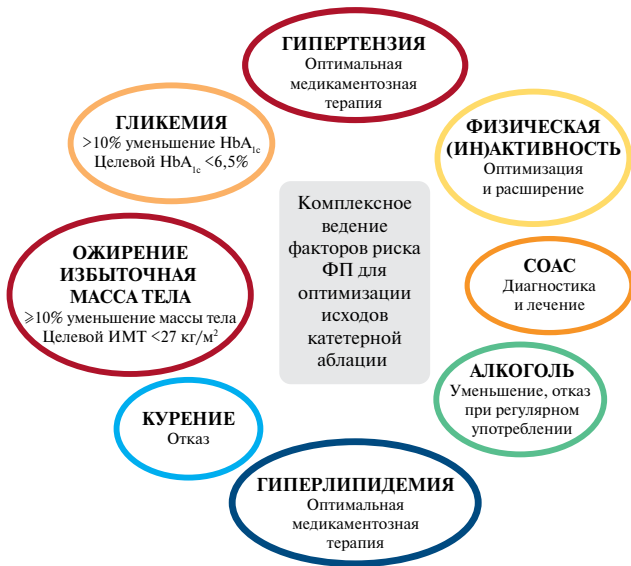 ГИПЕРТЕНЗИЯ
Оптимальная
медикаментозная
терапия
ГЛИКЕМИЯ
>10% уменьшение HbA1c
Целевой HbA1c <6,5%
ФИЗИЧЕСКАЯ
(ИН)АКТИВНОСТЬ
Оптимизация
и расширение
Комплексное
ведение
факторов риска
ФП для
оптимизации
исходов
катетерной
аблации
ОЖИРЕНИЕ
ИЗБЫТОЧНАЯ
МАССА ТЕЛА
⩾10% уменьшение массы тела
Целевой ИМТ <27 кг/м²
СОАС
Диагностика
и лечение
АЛКОГОЛЬ
Уменьшение, отказ
при регулярном
употреблении
КУРЕНИЕ
Отказ
ГИПЕРЛИПИДЕМИЯ
Оптимальная
медикаментозная
терапия